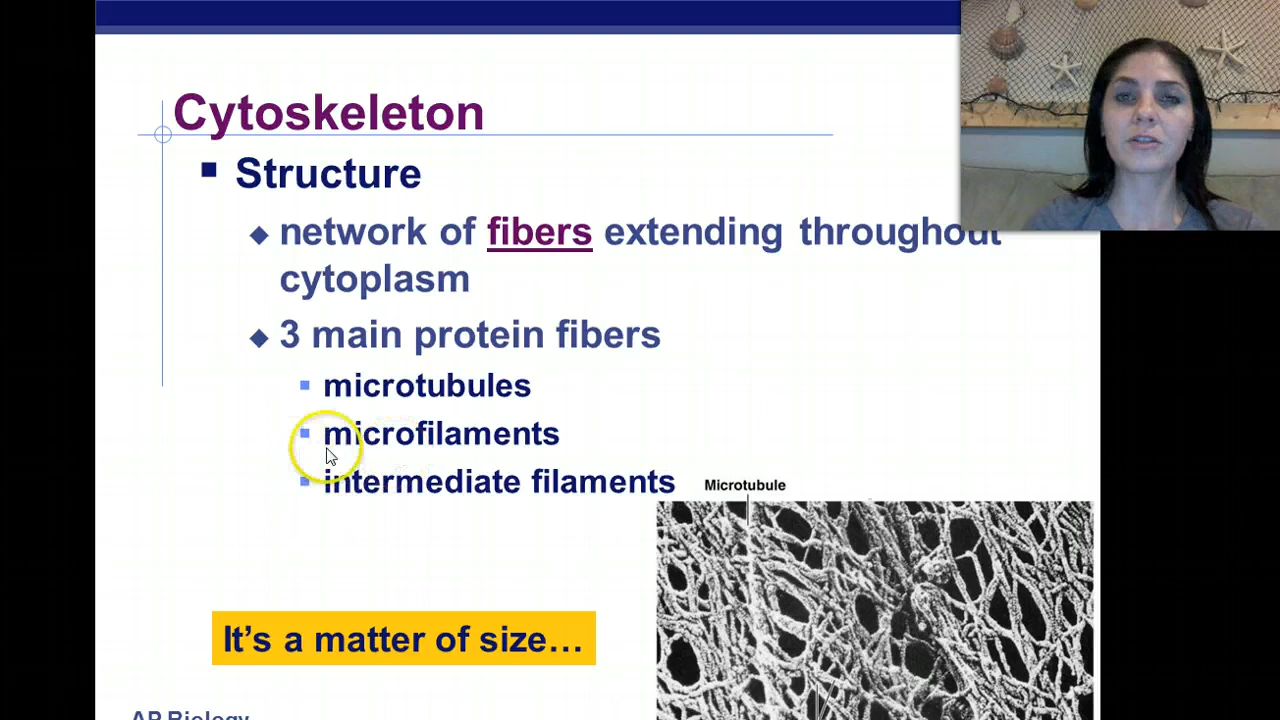 Cytoskeleton
Structure
network of fibers extending throughout
cytoplasm
3 main protein fibers
microtubules
microfilaments
intermediate filaments
Microtubule
It's a matter of size…
AP Biology